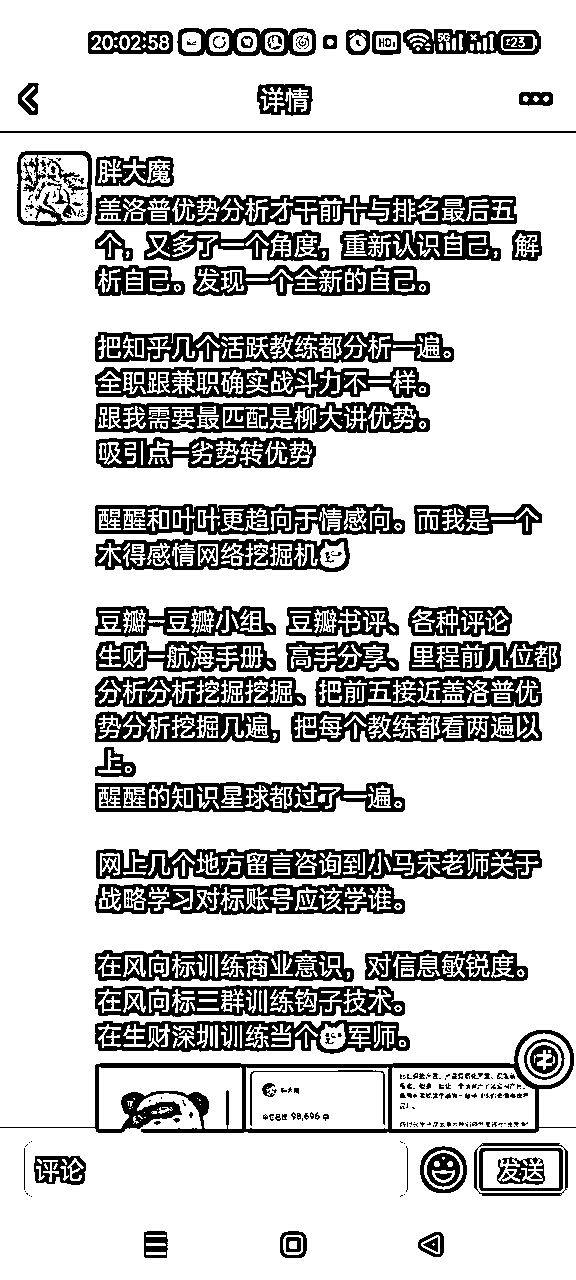 20:02:58 HD 5G 23
详情
胖大魔
盖洛普优势分析才干前十与排名最后五
个，又多了一个角度，重新认识自己，解
析自己。发现一个全新的自己。
把知乎几个活跃教练都分析一遍。
全职跟兼职确实战斗力不一样。
跟我需要最匹配是柳大讲优势。
吸引点—劣势转优势
醒醒和叶叶更趋向于情感向。而我是一个
木得感情网络挖掘机
豆瓣—豆瓣小组、豆瓣书评、各种评论
生财—航海手册、高手分享、里程前几位都
分析分析挖掘挖掘、把前五接近盖洛普优
势分析挖掘几遍，把每个教练都看两遍以
上。
醒醒的知识星球都过了一遍。
网上几个地方留言咨询到小马宋老师关于
战略学习对标账号应该学谁。
在风向标训练商业意识，对信息敏锐度。
在风向标三群训练钩子技术。
在生财深圳训练当个军师。
98,696
评论
发送